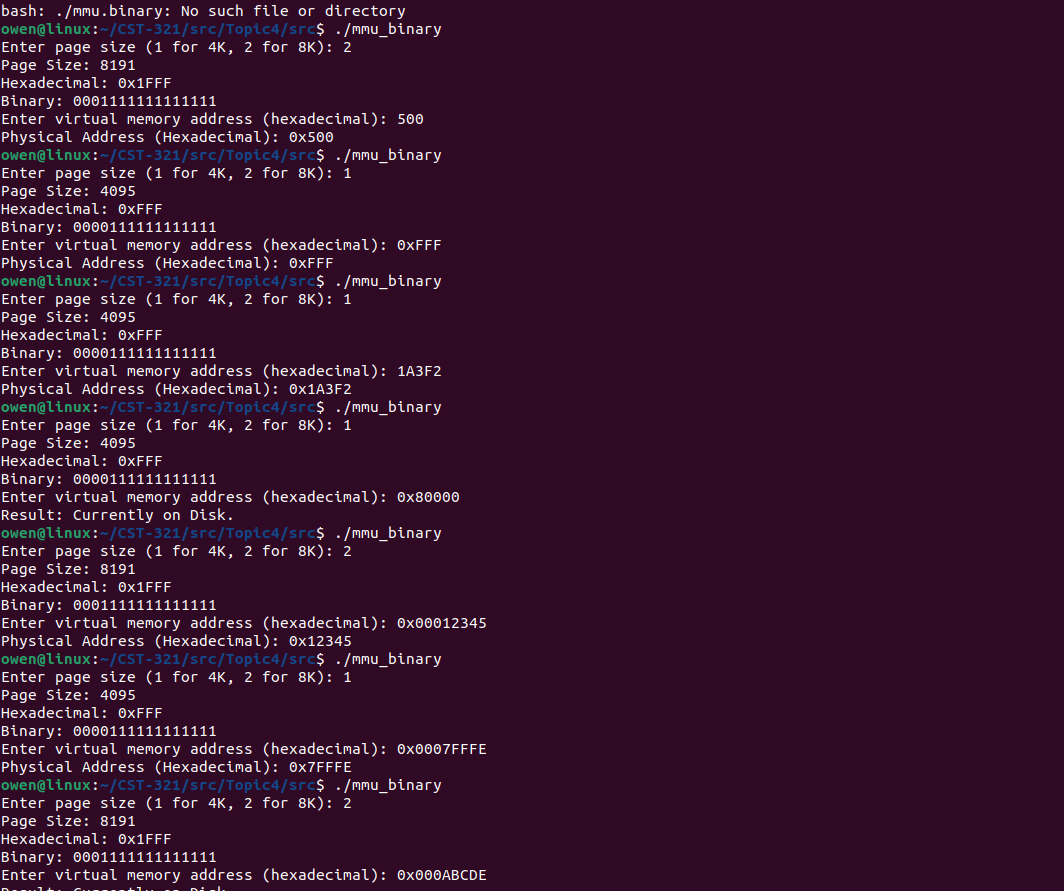 bash: ./mmu.binary: No such file or directory
owen@linux:~/CST-321/src/Topic4/src$ ./mmu_binary
Enter page size (1 for 4K, 2 for 8K): 2
Page Size: 8191
Hexadecimal: 0x1FFF
Binary: 0001111111111111
Enter virtual memory address (hexadecimal): 500
Physical Address (Hexadecimal): 0x500
owen@linux:~/CST-321/src/Topic4/src$ ./mmu_binary
Enter page size (1 for 4K, 2 for 8K): 1
Page Size: 4095
Hexadecimal: 0xFFF
Binary: 0000111111111111
Enter virtual memory address (hexadecimal): 0xFFF
Physical Address (Hexadecimal): 0xFFF
owen@linux:~/CST-321/src/Topic4/src$ ./mmu_binary
Enter page size (1 for 4K, 2 for 8K): 1
Page Size: 4095
Hexadecimal: 0xFFF
Binary: 0000111111111111
Enter virtual memory address (hexadecimal): 1A3F2
Physical Address (Hexadecimal): 0x1A3F2
owen@linux:~/CST-321/src/Topic4/src$ ./mmu_binary
Enter page size (1 for 4K, 2 for 8K): 1
Page Size: 4095
Hexadecimal: 0xFFF
Binary: 0000111111111111
Enter virtual memory address (hexadecimal): 0x80000
Result: Currently on Disk.
owen@linux:~/CST-321/src/Topic4/src$ ./mmu_binary
Enter page size (1 for 4K, 2 for 8K): 2
Page Size: 8191
Hexadecimal: 0x1FFF
Binary: 0001111111111111
Enter virtual memory address (hexadecimal): 0x00012345
Physical Address (Hexadecimal): 0x12345
owen@linux:~/CST-321/src/Topic4/src$ ./mmu_binary
Enter page size (1 for 4K, 2 for 8K): 1
Page Size: 4095
Hexadecimal: 0xFFF
Binary: 0000111111111111
Enter virtual memory address (hexadecimal): 0x0007FFFE
Physical Address (Hexadecimal): 0x7FFFE
owen@linux:~/CST-321/src/Topic4/src$ ./mmu_binary
Enter page size (1 for 4K, 2 for 8K): 2
Page Size: 8191
Hexadecimal: 0x1FFF
Binary: 0001111111111111
Enter virtual memory address (hexadecimal): 0x000ABCDE
Result: Currently on Disk